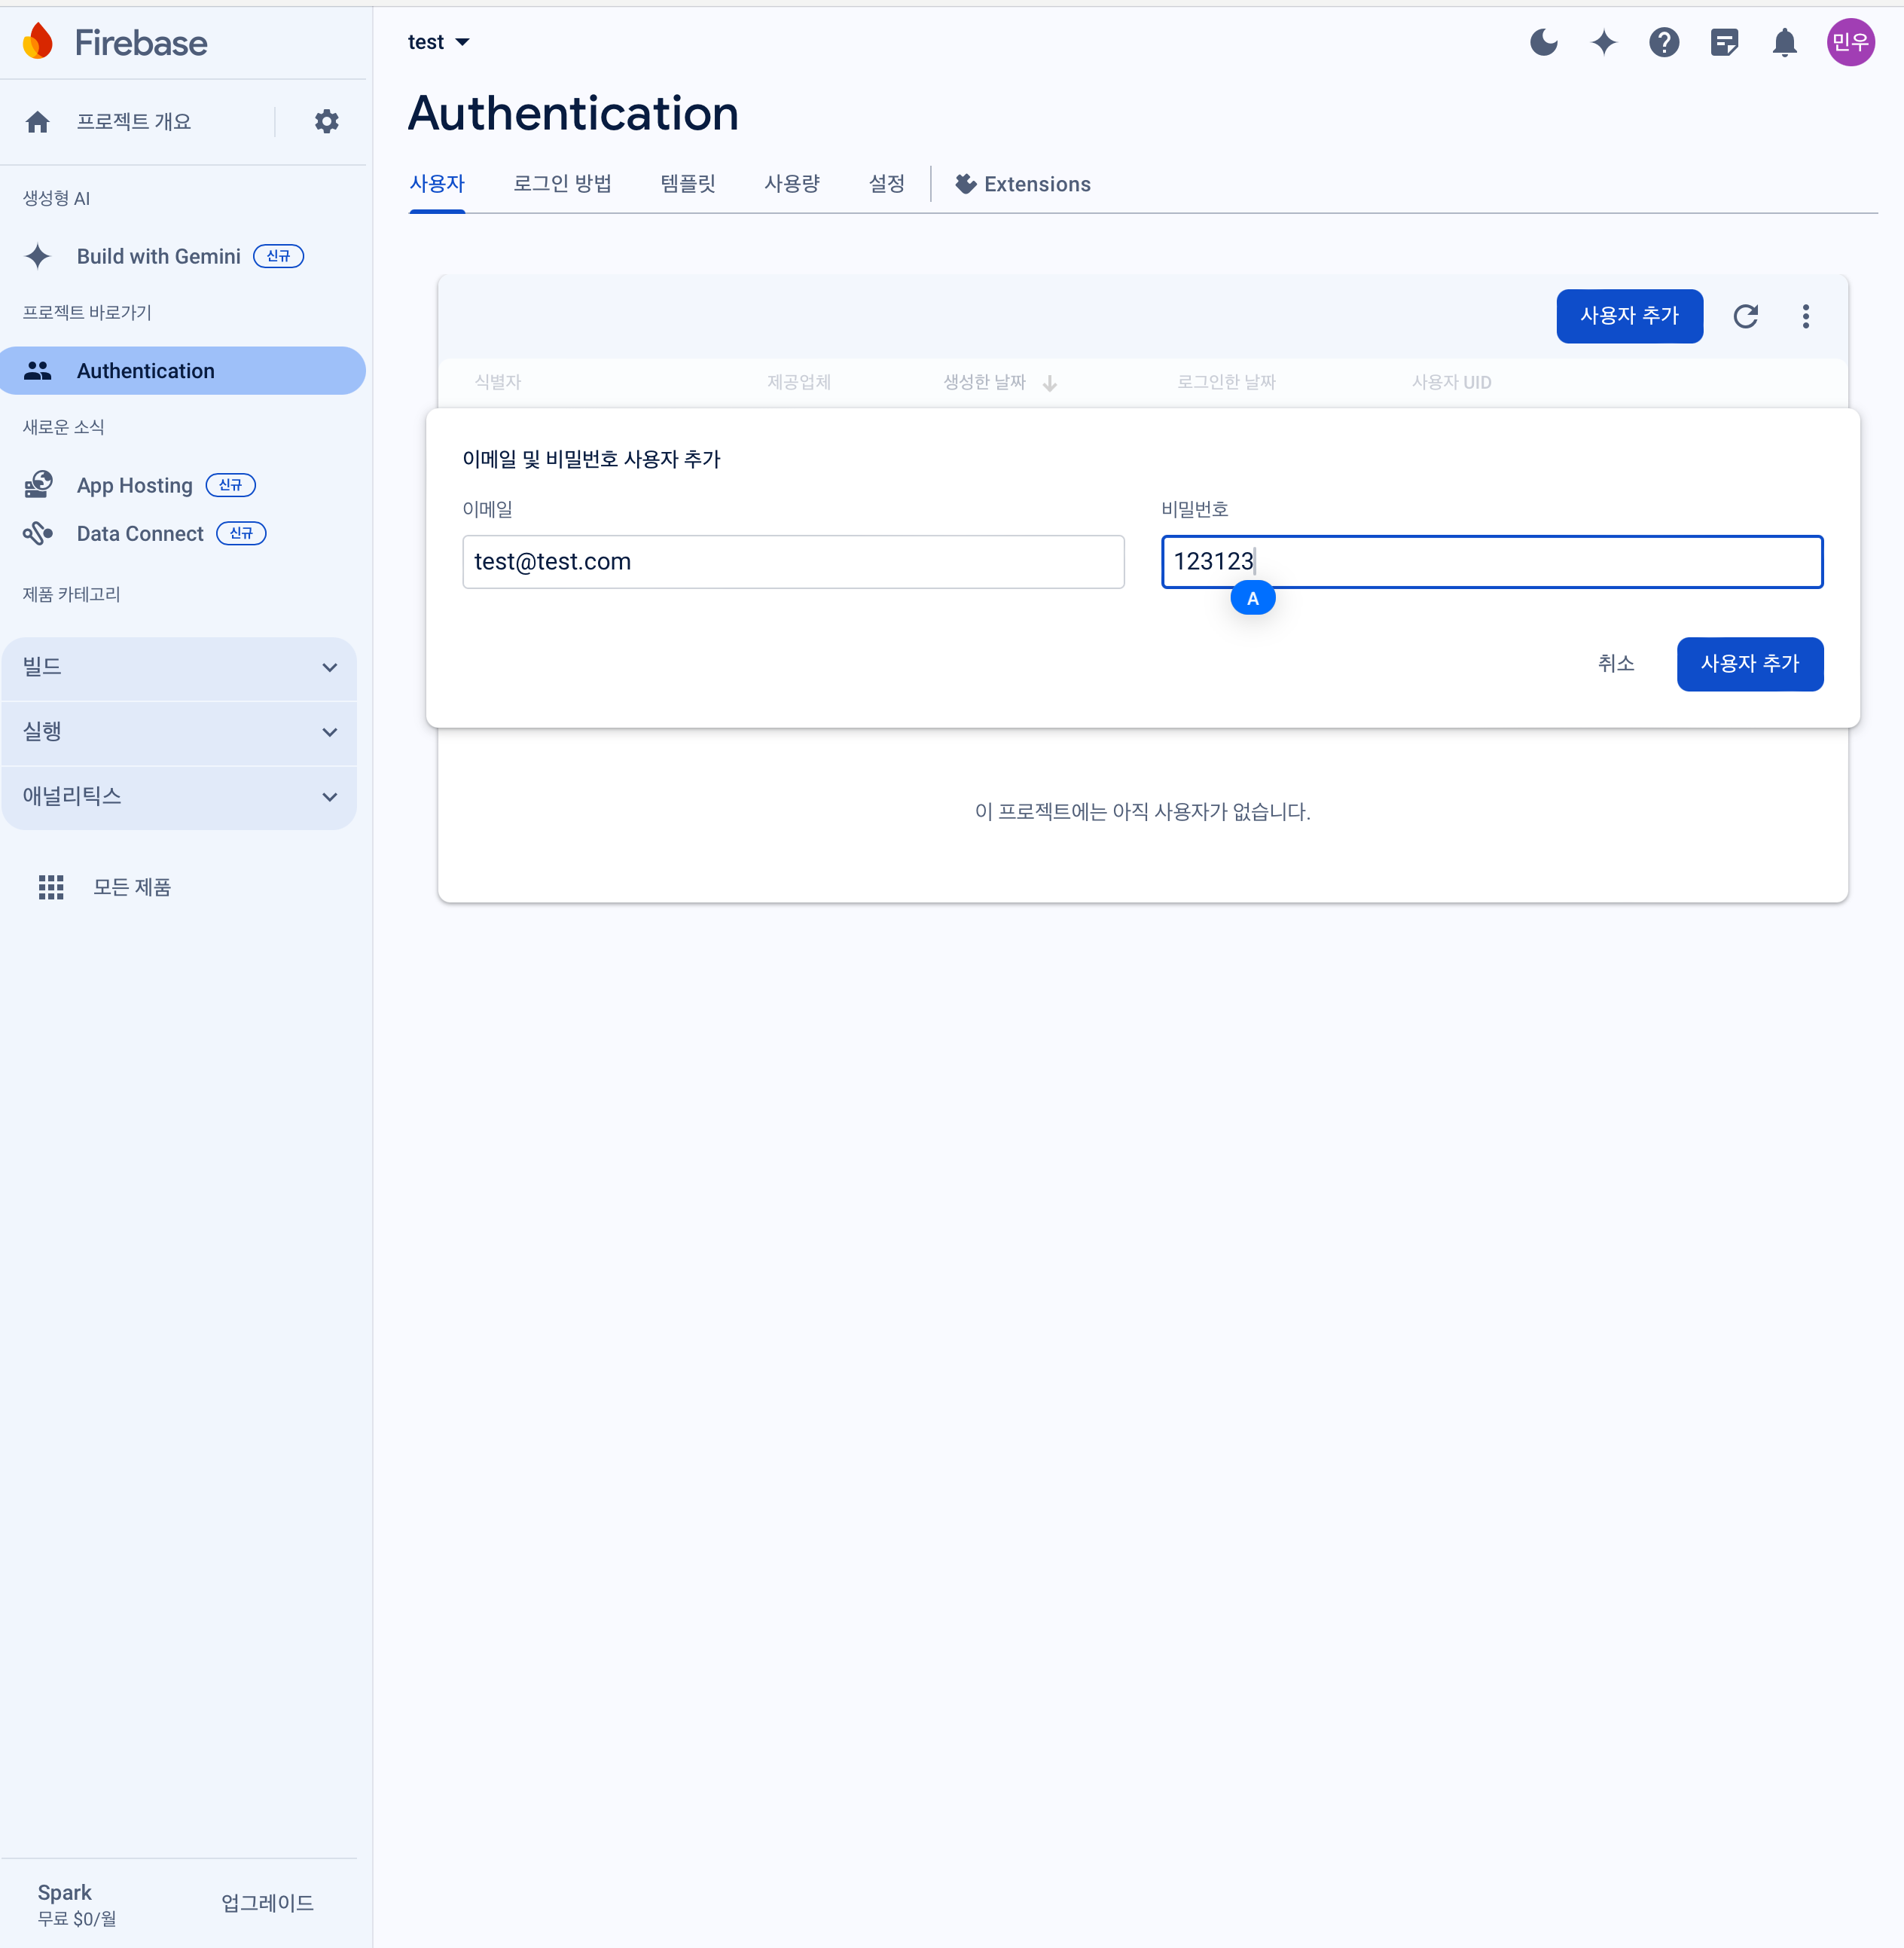 Firebase
프로젝트 개요
생성형 AI
Build with Gemini 신규
프로젝트 바로가기
Authentication
새로운 소식
App Hosting 신규
Data Connect 신규
제품 카테고리
빌드
실행
애널리틱스
모든 제품
Spark
무료 $0/월
업그레이드
test
민우
Authentication
사용자 로그인 방법 템플릿 사용량 설정 Extensions
사용자 추가
식별자 제공업체 생성한 날짜 로그인한 날짜 사용자 UID
이메일 및 비밀번호 사용자 추가
이메일 비밀번호
test@test.com 123123
A
취소 사용자 추가
이 프로젝트에는 아직 사용자가 없습니다.